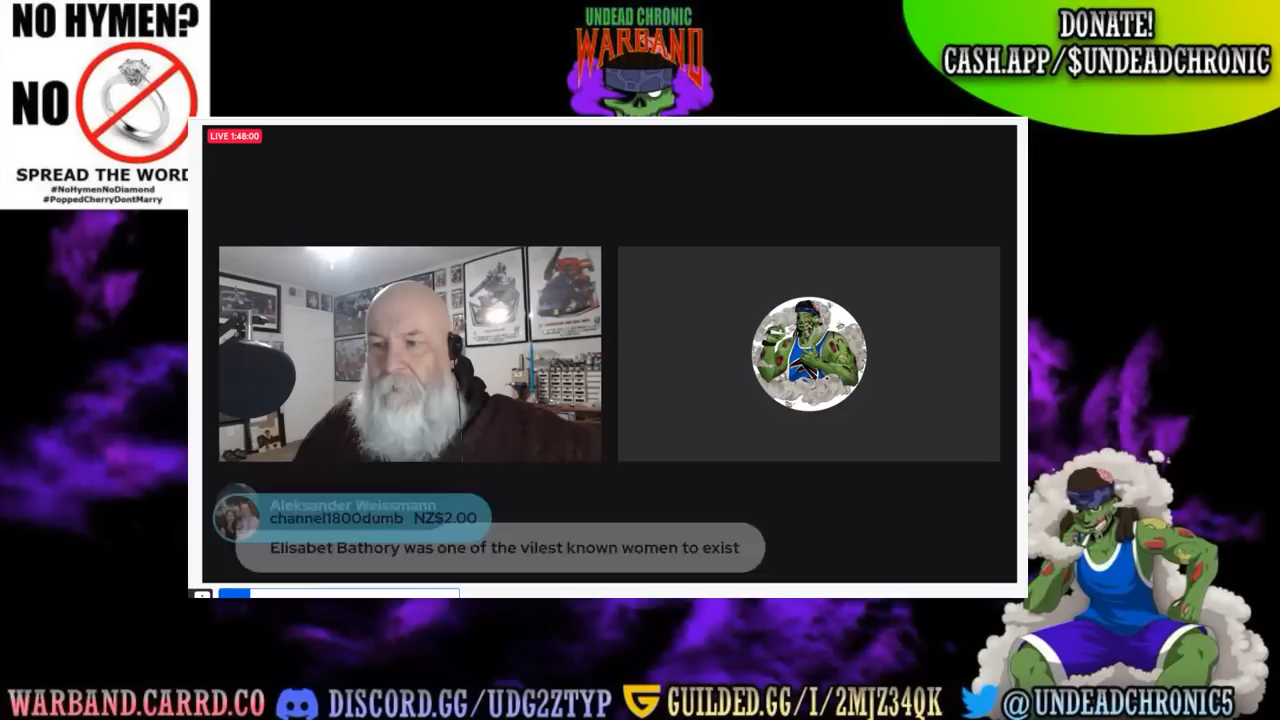 NO HYMEN?
NO
SPREAD THE WORD
#NoHymenNoDiamond
#PoppedCherryDontMarry
UNDEAD CHRONIC
WARBAND
DONATE!
CASH.APP/$UNDEADCHRONIC
LIVE 1:48:00
Aleksander Weissmann
channel1800dumb NZ$2.00
Elisabet Bathory was one of the vilest known women to exist
WARBAND.CARRD.CO DISCORD.GG/UDG2ZTYP GUILDED.GG/I/2MJZ34QK @UNDEADCHRONIC5